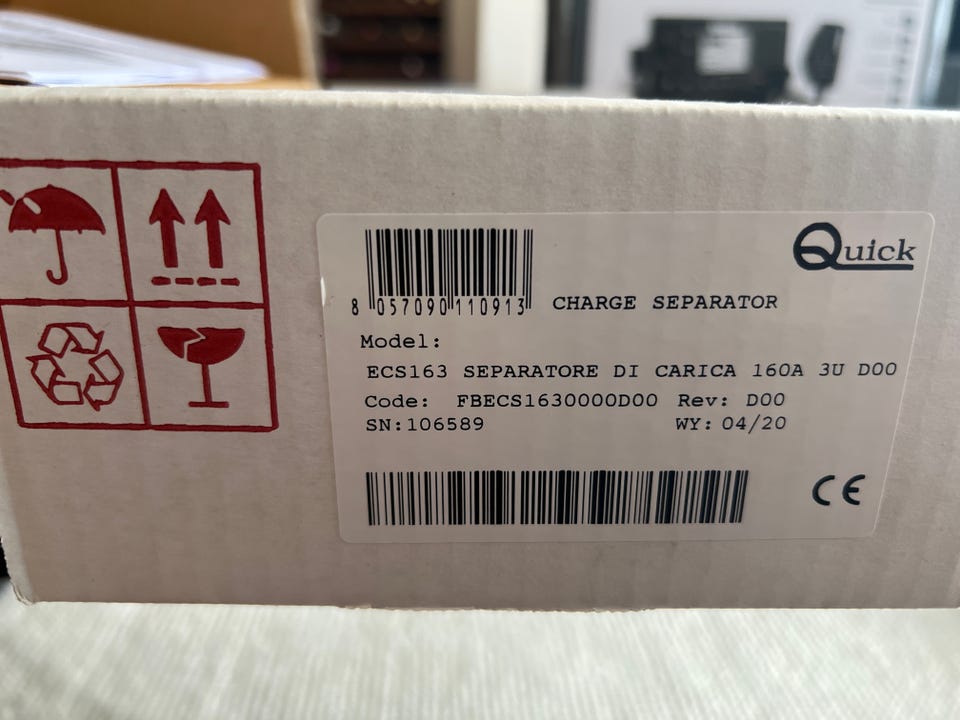 Quick
8 057090 110913
CHARGE SEPARATOR
Model:
ECS163 SEPARATORE DI CARICA 160A 3U D00
Code: FBECS1630000D00 Rev: D00
SN:106589 WY: 04/20
CE